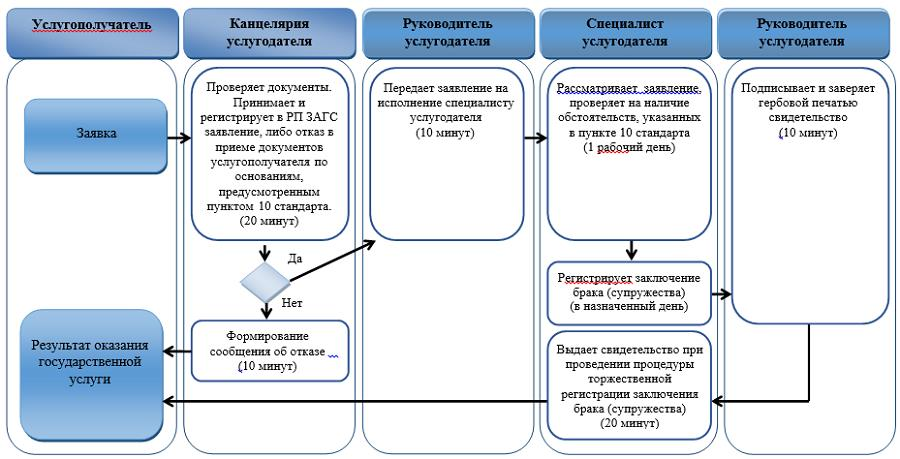 Услугополучатель
Канцелярия
услугодателя
Руководитель
услугодателя
Специалист
услугодателя
Руководитель
услугодателя
Заявка
Проверяет документы.
Принимает и
регистрирует в РП ЗАГС
заявление, либо отказ в
приеме документов
услугополучателя по
основаниям,
предусмотренным
пунктом 10 стандарта.
(20 минут)
Передает заявление на
исполнение специалисту
услугодателя
(10 минут)
Рассматривает заявление,
проверяет на наличие
обстоятельств, указанных
в пункте 10 стандарта
(1 рабочий день)
Подписывает и заверяет
гербовой печатью
свидетельство
(10 минут)
Да
Нет
Регистрирует заключение
брака (супружества)
(в назначенный день)
Формирование
сообщения об отказе
(10 минут)
Результат оказания
государственной
услуги
Выдает свидетельство при
проведении процедуры
торжественной
регистрации заключения
брака (супружества)
(20 минут)